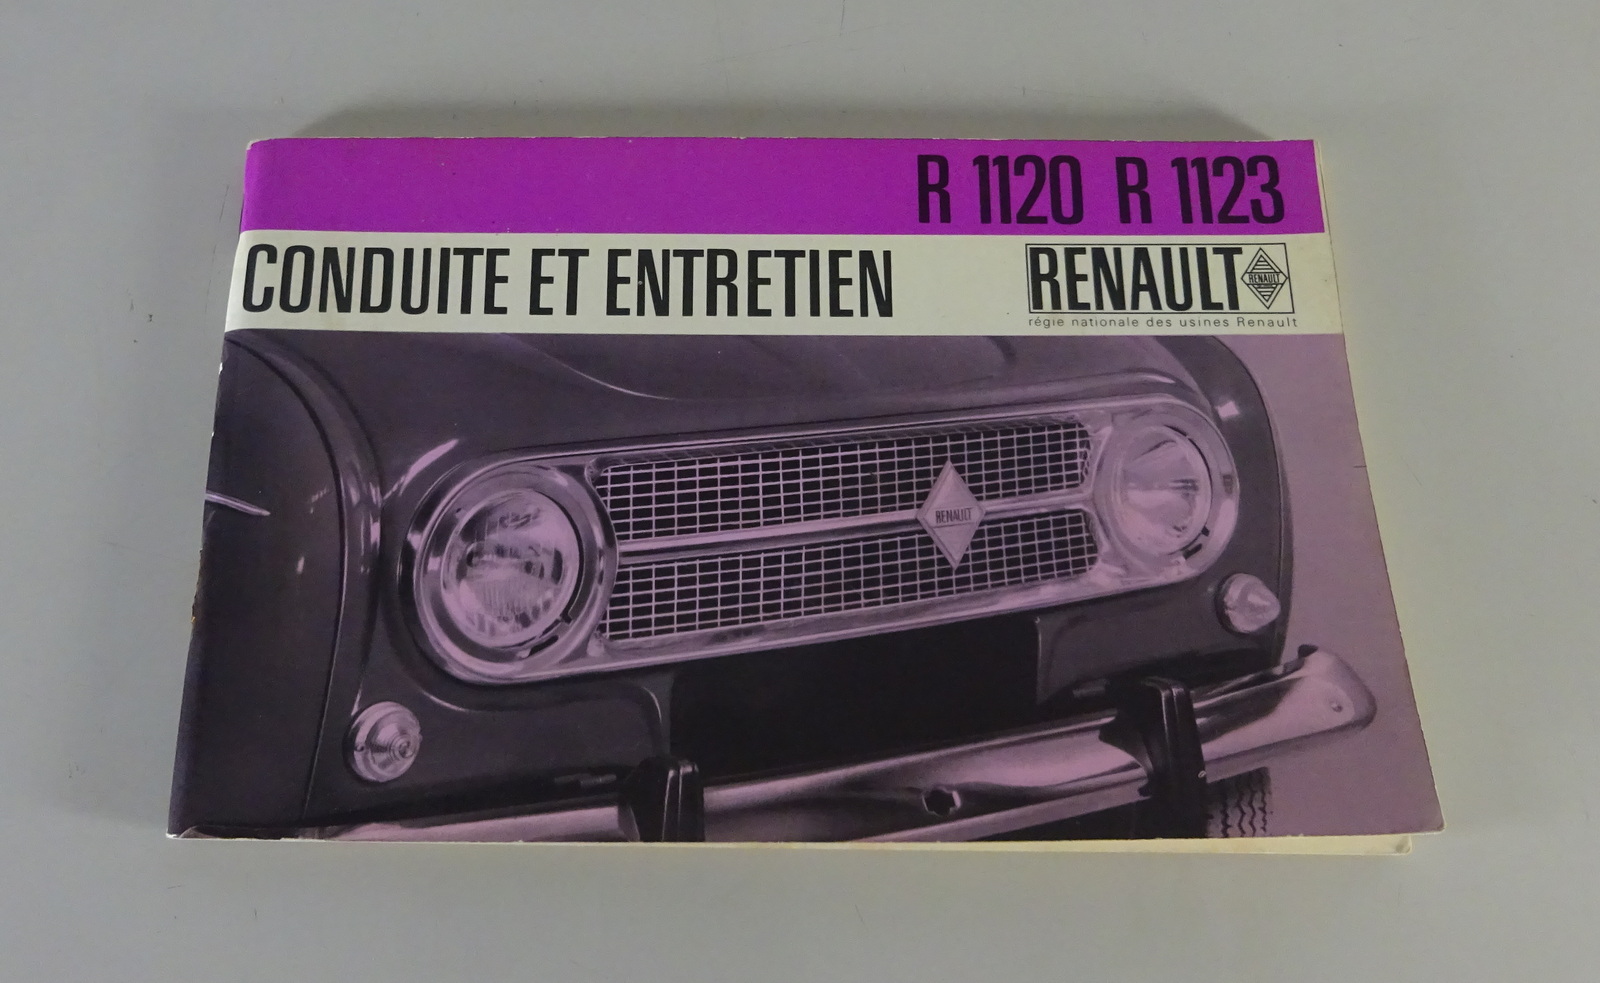 R 1120 R 1123
CONDUITE ET ENTRETIEN
RENAULT RENAULT
régie nationale des usines Renault
RENAULT